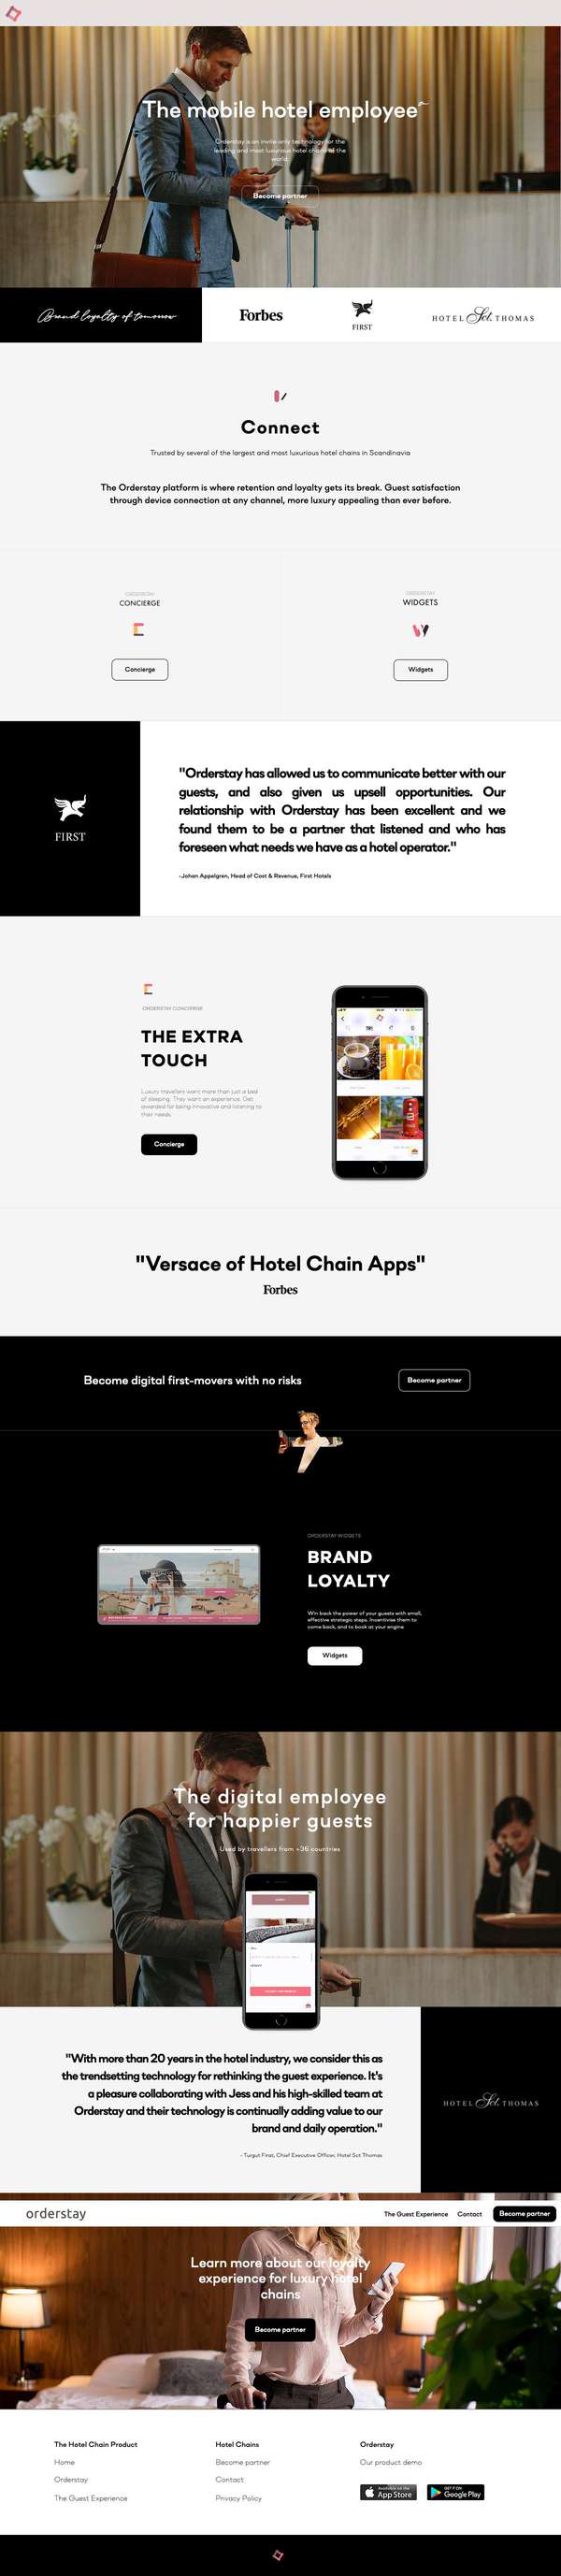 The mobile hotel employee
Orderstay is an invite-only technology for the
leading and most luxurious hotel chains of the
world.
Become partner
Brand loyalty of tomorrow
Forbes
FIRST
HOTEL Sct. THOMAS
Connect
Trusted by several of the largest and most luxurious hotel chains in Scandinavia
The Orderstay platform is where retention and loyalty gets its break. Guest satisfaction
through device connection at any channel, more luxury appealing than ever before.
ORDERSTAY
CONCIERGE
Concierge
ORDERSTAY
WIDGETS
Widgets
FIRST
"Orderstay has allowed us to communicate better with our
guests, and also given us upsell opportunities. Our
relationship with Orderstay has been excellent and we
found them to be a partner that listened and who has
foreseen what needs we have as a hotel operator."
-Johan Appelgren, Head of Cost & Revenue, First Hotels
ORDERSTAY CONCIERGE
THE EXTRA
TOUCH
Luxury travellers want more than just a bed
of sleeping. They want an experience. Get
awarded for being innovative and listening to
their needs.
Concierge
"Versace of Hotel Chain Apps"
Forbes
Become digital first-movers with no risks
Become partner
ORDERSTAY WIDGETS
BRAND
LOYALTY
Win back the power of your guests with small,
effective strategic steps. Incentivise them to
come back, and to book at your engine
Widgets
The digital employee
for happier guests
Used by travellers from +36 countries
"With more than 20 years in the hotel industry, we consider this as
the trendsetting technology for rethinking the guest experience. It's
a pleasure collaborating with Jess and his high-skilled team at
Orderstay and their technology is continually adding value to our
brand and daily operation."
- Turgut Firat, Chief Executive Officer, Hotel Sct Thomas
HOTEL Sct. THOMAS
orderstay
The Guest Experience
Contact
Become partner
Learn more about our loyalty
experience for luxury hotel
chains
Become partner
The Hotel Chain Product
Home
Orderstay
The Guest Experience
Hotel Chains
Become partner
Contact
Privacy Policy
Orderstay
Our product demo
Available on the
App Store
GET IT ON
Google Play